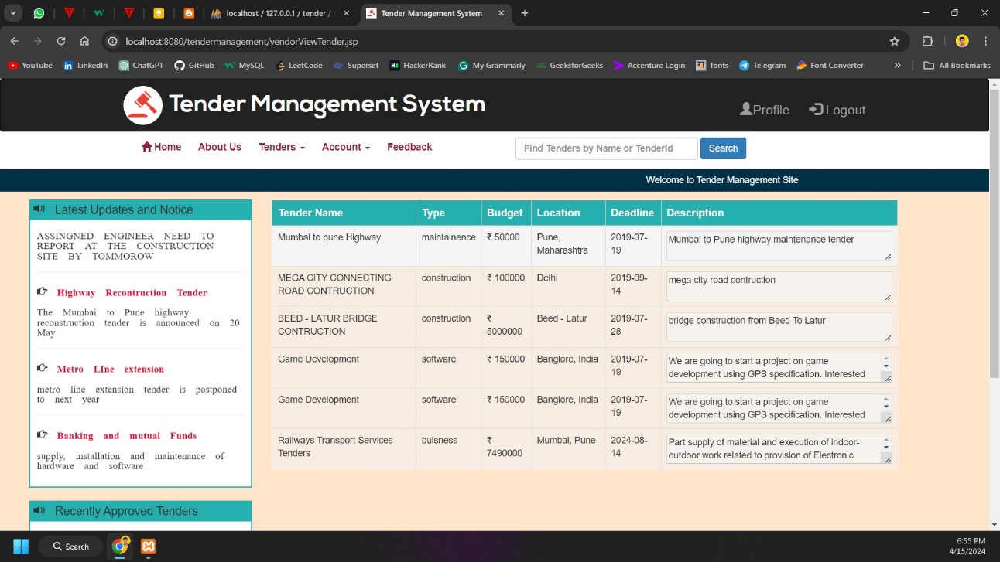 localhost / 127.0.0.1 / tender /
Tender Management System
localhost:8080/tendermanagement/vendorViewTender.jsp
YouTube LinkedIn ChatGPT GitHub MySQL LeetCode Superset HackerRank My Grammarly GeeksforGeeks Accenture Login fonts Telegram Font Converter » All Bookmarks
Tender Management System
Profile Logout
Home About Us Tenders Account Feedback
Find Tenders by Name or TenderId Search
Welcome to Tender Management Site
Latest Updates and Notice
ASSINGNED ENGINEER NEED TO
REPORT AT THE CONSTRUCTION
SITE BY TOMMOROW
Highway Recontruction Tender
The Mumbai to Pune highway
reconstruction tender is announced on 20
May
Metro LIne extension
metro line extension tender is postponed
to next year
Banking and mutual Funds
supply, installation and maintenance of
hardware and software
Recently Approved Tenders
Tender Name Type Budget Location Deadline Description
Mumbai to pune Highway maintainence ₹ 50000 Pune, 2019-07- Mumbai to Pune highway maintenance tender
Maharashtra 19
MEGA CITY CONNECTING construction ₹ 100000 Delhi 2019-09- mega city road contruction
ROAD CONTRUCTION 14
BEED - LATUR BRIDGE construction ₹ Beed - Latur 2019-07- bridge construction from Beed To Latur
CONTRUCTION 5000000 28
Game Development software ₹ 150000 Banglore, India 2019-07- We are going to start a project on game
19 development using GPS specification. Interested
Game Development software ₹ 150000 Banglore, India 2019-07- We are going to start a project on game
19 development using GPS specification. Interested
Railways Transport Services buisness ₹ Mumbai, Pune 2024-08- Part supply of material and execution of indoor-
Tenders 7490000 14 outdoor work related to provision of Electronic
Search
6:55 PM
4/15/2024